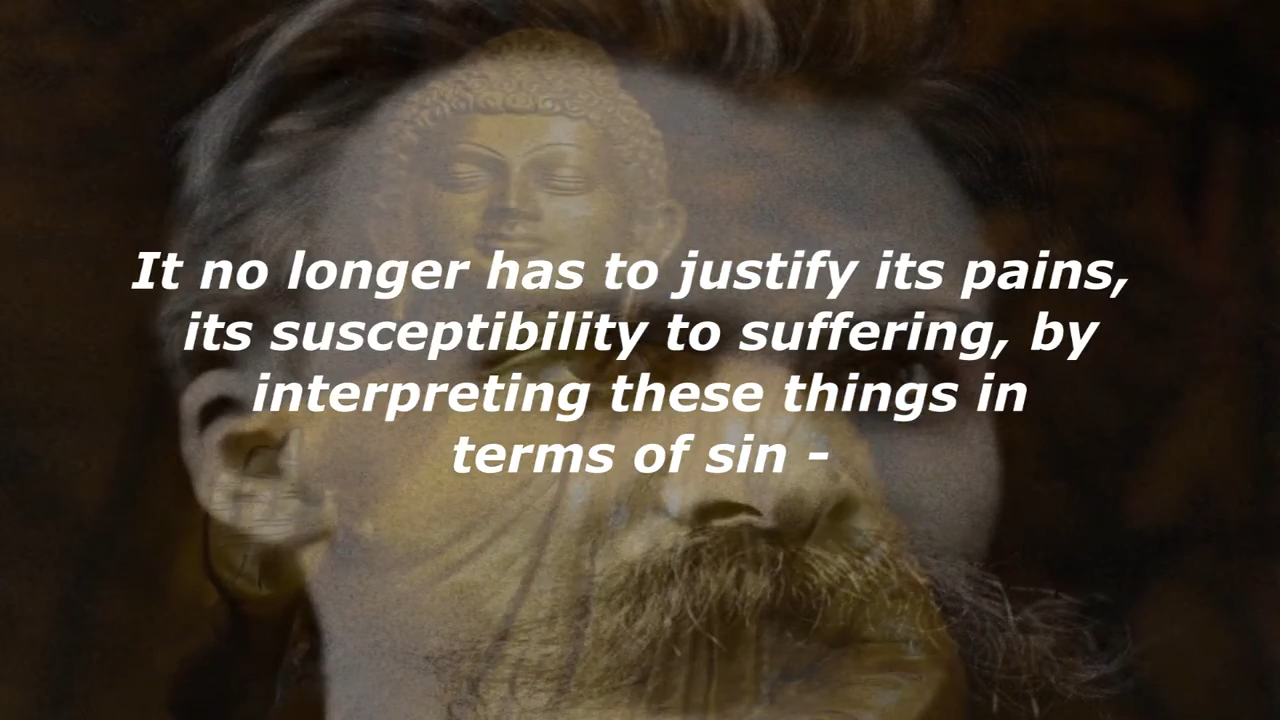 It no longer has to justify its pains,
its susceptibility to suffering, by
interpreting these things in
terms of sin -